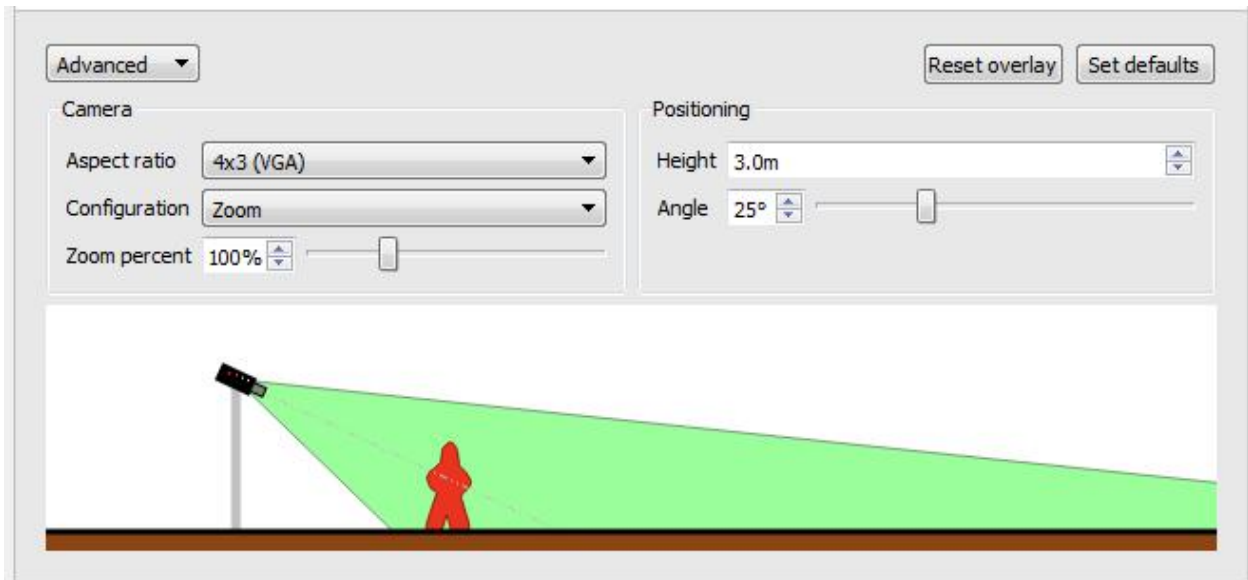 Advanced
Reset overlay
Set defaults
Camera
Aspect ratio 4x3 (VGA)
Configuration Zoom
Zoom percent 100%
Positioning
Height 3.0m
Angle 25°